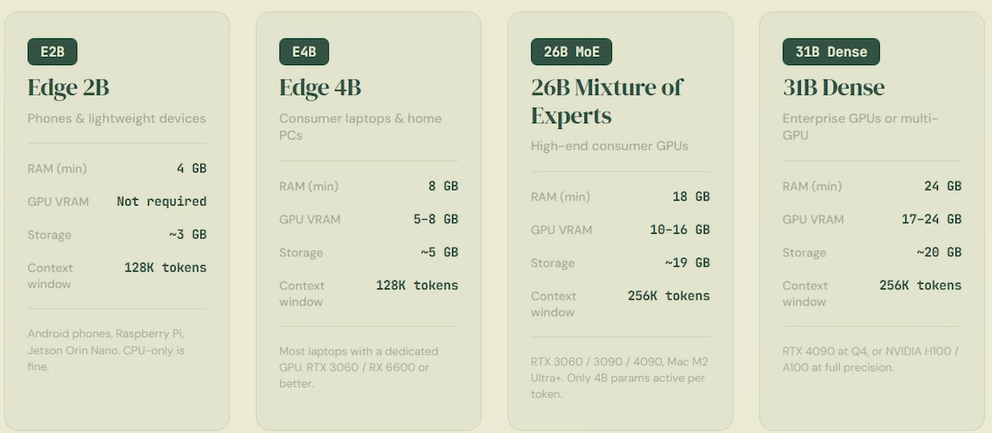 E2B
Edge 2B
Phones & lightweight devices
RAM (min) 4 GB
GPU VRAM Not required
Storage ~3 GB
Context 128K tokens
window
Android phones, Raspberry Pi,
Jetson Orin Nano. CPU-only is
fine.
E4B
Edge 4B
Consumer laptops & home
PCs
RAM (min) 8 GB
GPU VRAM 5–8 GB
Storage ~5 GB
Context 128K tokens
window
Most laptops with a dedicated
GPU. RTX 3060 / RX 6600 or
better.
26B MoE
26B Mixture of
Experts
High-end consumer GPUs
RAM (min) 18 GB
GPU VRAM 10–16 GB
Storage ~19 GB
Context 256K tokens
window
RTX 3060 / 3090 / 4090, Mac M2
Ultra+. Only 4B params active per
token.
31B Dense
31B Dense
Enterprise GPUs or multi-
GPU
RAM (min) 24 GB
GPU VRAM 17–24 GB
Storage ~20 GB
Context 256K tokens
window
RTX 4090 at Q4, or NVIDIA H100 /
A100 at full precision.